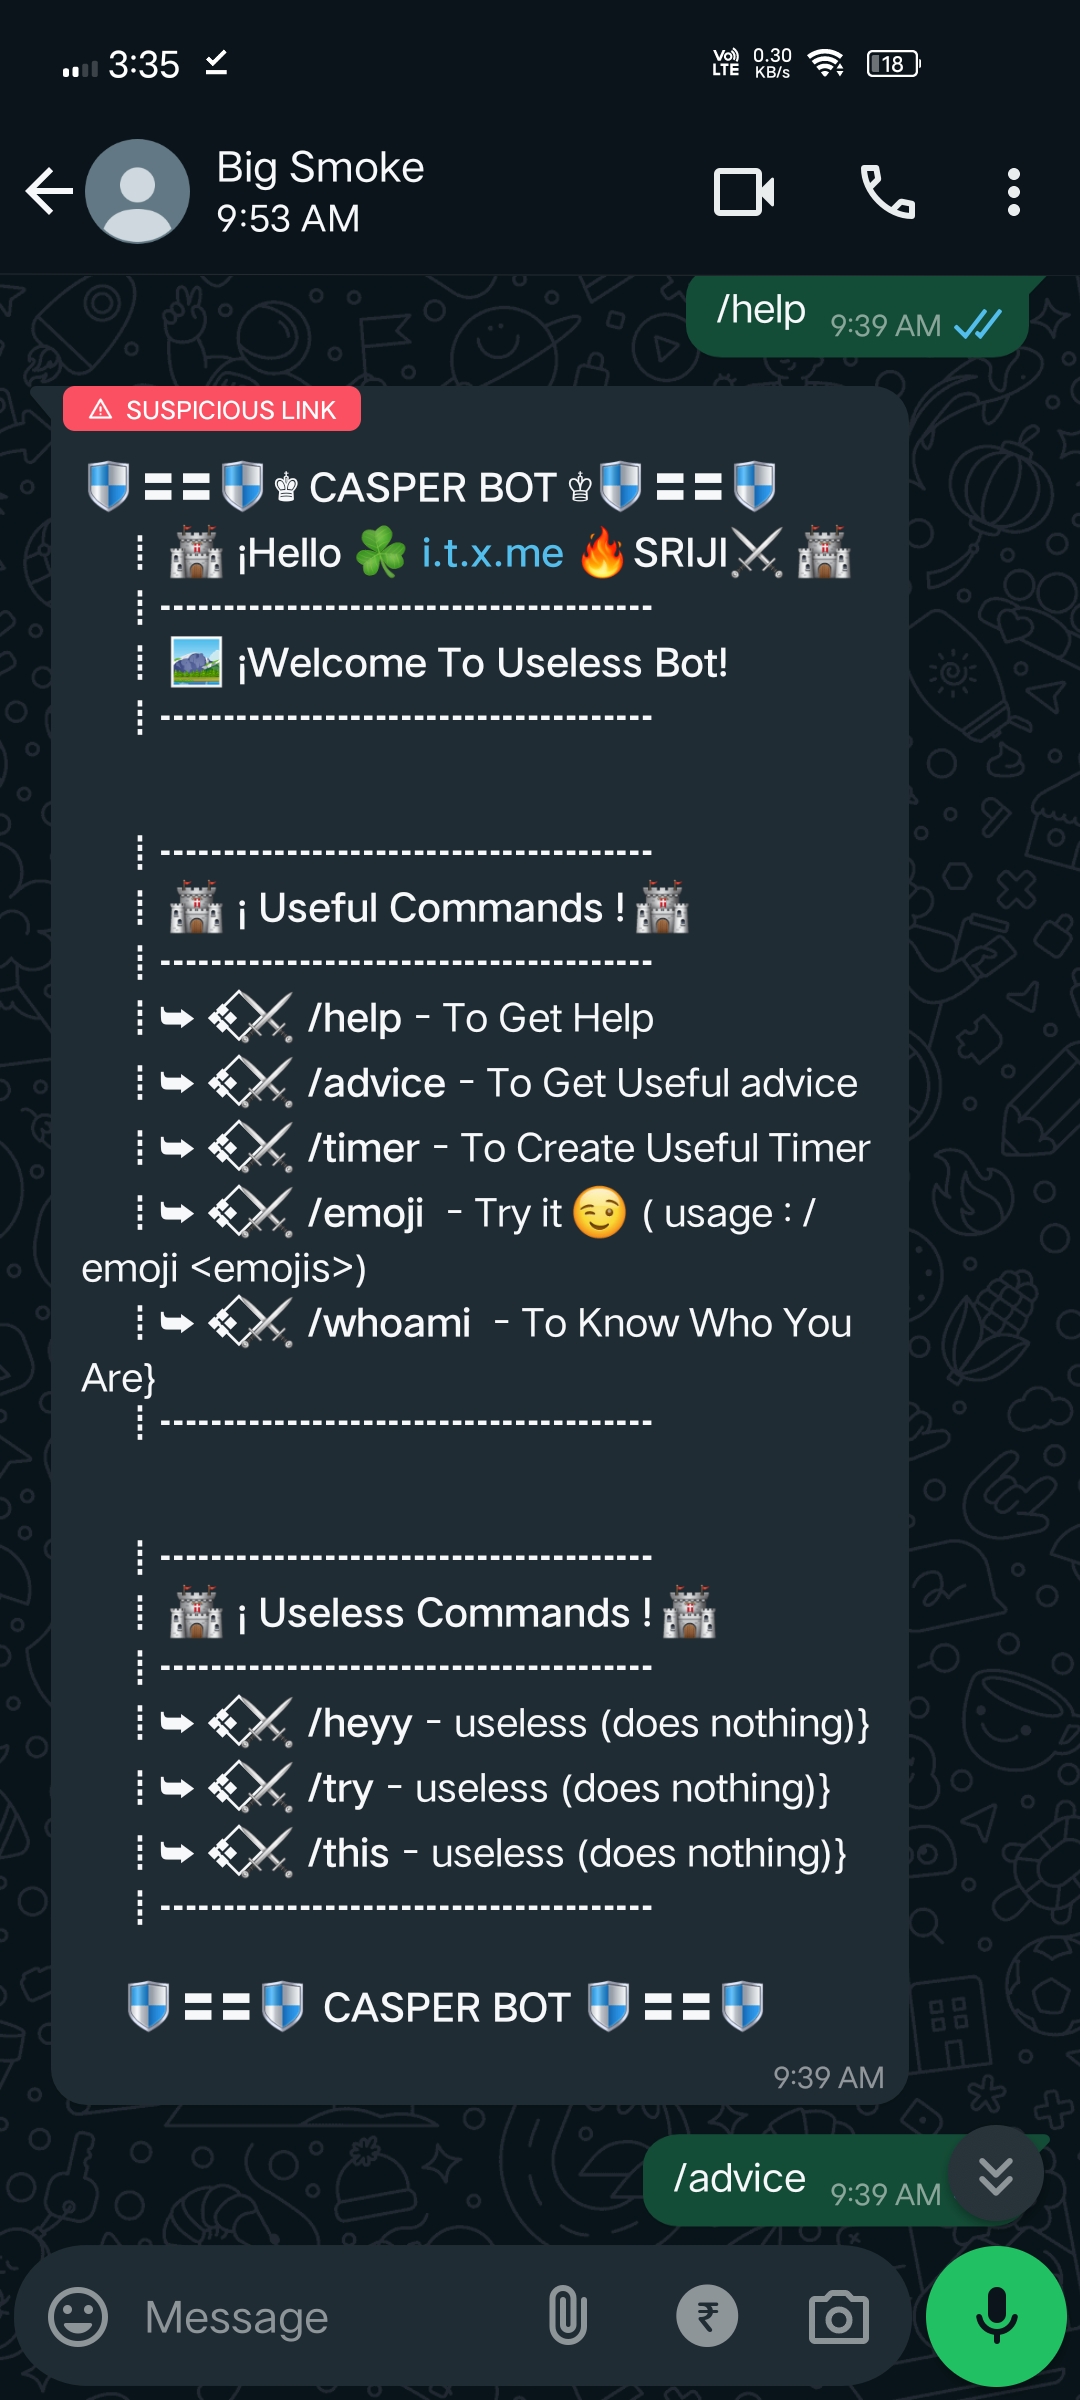 3:35 Vo) LTE 0.30 KB/s 18
Big Smoke
9:53 AM
/help 9:39 AM
SUSPICIOUS LINK
🛡️〓〓🛡️♚ CASPER BOT ♔🛡️〓〓🛡️
┋ 🏰 ¡Hello ☘️ i.t.x.me 🔥SRIJI⚔️ 🏰
┋ ---------------------------------------
┋ 🏞️ ¡Welcome To Useless Bot!
┋ ---------------------------------------
┋ ---------------------------------------
┋ 🏰 ¡ Useful Commands ! 🏰
┋ ---------------------------------------
┋ ➥ ❖⚔️ /help - To Get Help
┋ ➥ ❖⚔️ /advice - To Get Useful advice
┋ ➥ ❖⚔️ /timer - To Create Useful Timer
┋ ➥ ❖⚔️ /emoji - Try it 😉 ( usage : /
emoji <emojis>)
┋ ➥ ❖⚔️ /whoami - To Know Who You
Are}
┋ ---------------------------------------
┋ ---------------------------------------
┋ 🏰 ¡ Useless Commands ! 🏰
┋ ---------------------------------------
┋ ➥ ❖⚔️ /heyy - useless (does nothing)}
┋ ➥ ❖⚔️ /try - useless (does nothing)}
┋ ➥ ❖⚔️ /this - useless (does nothing)}
┋ ---------------------------------------
🛡️〓〓🛡️ CASPER BOT 🛡️〓〓🛡️
9:39 AM
/advice 9:39 AM
Message ₹